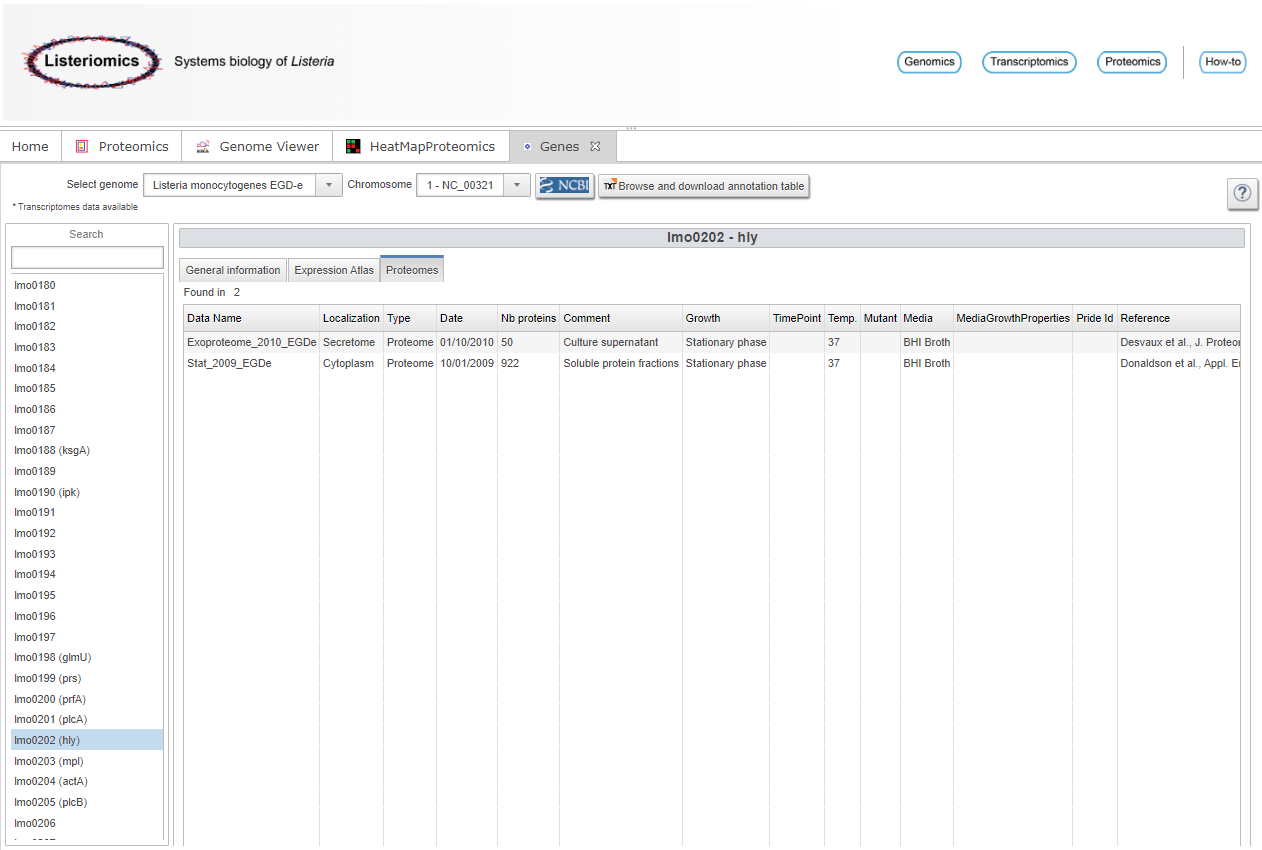 Listeriomics
Systems biology of Listeria
Genomics Transcriptomics Proteomics How-to
Home Proteomics Genome Viewer HeatMapProteomics Genes
Select genome Listeria monocytogenes EGD-e Chromosome 1 - NC_00321 NCBI TXT Browse and download annotation table
?
* Transcriptomes data available
Search
lmo0202 - hly
General information Expression Atlas Proteomes
Found in 2
Data Name Localization Type Date Nb proteins Comment Growth TimePoint Temp. Mutant Media MediaGrowthProperties Pride Id Reference
Exoproteome_2010_EGDe Secretome Proteome 01/10/2010 50 Culture supernatant Stationary phase 37 BHI Broth Desvaux et al., J. Proteor
Stat_2009_EGDe Cytoplasm Proteome 10/01/2009 922 Soluble protein fractions Stationary phase 37 BHI Broth Donaldson et al., Appl. E
lmo0180
lmo0181
lmo0182
lmo0183
lmo0184
lmo0185
lmo0186
lmo0187
lmo0188 (ksgA)
lmo0189
lmo0190 (ipk)
lmo0191
lmo0192
lmo0193
lmo0194
lmo0195
lmo0196
lmo0197
lmo0198 (glmU)
lmo0199 (prs)
lmo0200 (prfA)
lmo0201 (plcA)
lmo0202 (hly)
lmo0203 (mpl)
lmo0204 (actA)
lmo0205 (plcB)
lmo0206